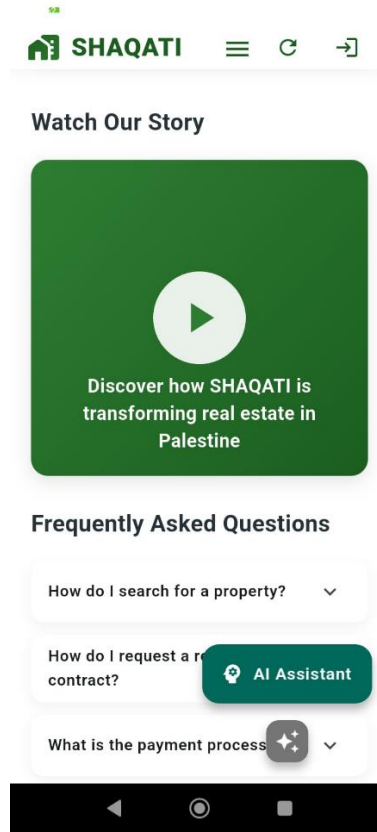 SHAQATI
Watch Our Story
Discover how SHAQATI is
transforming real estate in
Palestine
Frequently Asked Questions
How do I search for a property?
How do I request a
contract?
AI Assistant
What is the payment process